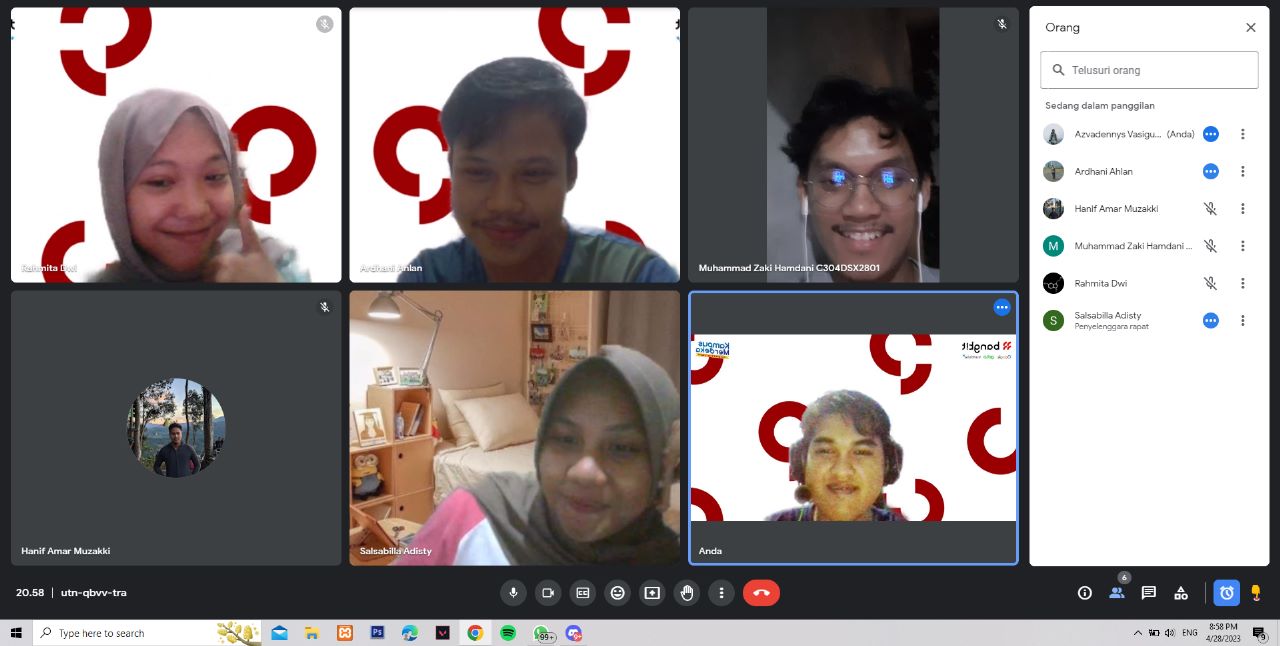 Rahmita Dwi
Ardhani Ahlan
Muhammad Zaki Hamdani C304DSX2801
Hanif Amar Muzakki
Salsabilla Adisty
Kampus
Merdeka
bangkit
Anda
Orang
Telusuri orang
Sedang dalam panggilan
Azvadennys Vasigu... (Anda)
Ardhani Ahlan
Hanif Amar Muzakki
M
Muhammad Zaki Hamdani ...
Rahmita Dwi
S
Salsabilla Adisty
Penyelenggara rapat
20.58 | utn-qbvv-tra
6
Type here to search
Ps
99+
9+
ENG
8:58 PM
4/28/2023
9